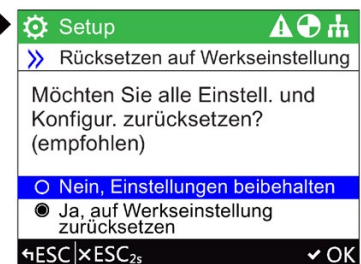 Setup
Rücksetzen auf Werkseinstellung
Möchten Sie alle Einstell. und
Konfigur. zurücksetzen?
(empfohlen)
Nein, Einstellungen beibehalten
Ja, auf Werkseinstellung
zurücksetzen
ESC|×ESC2s OK